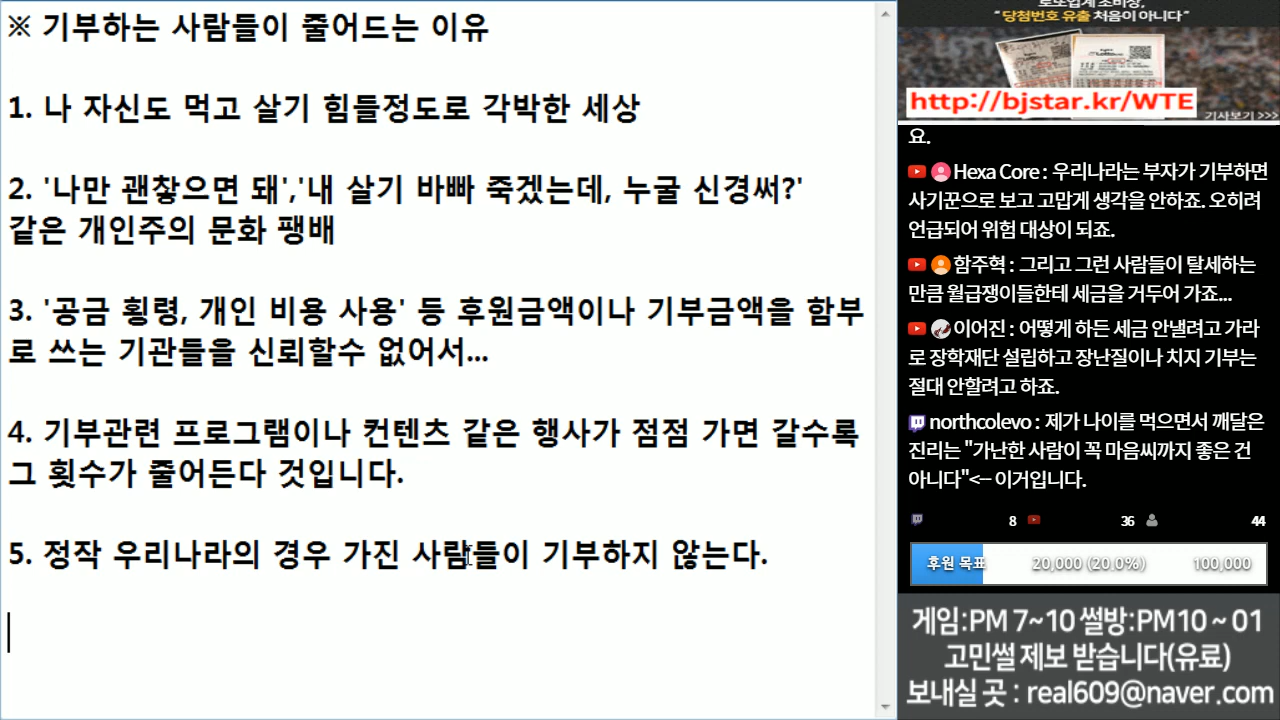 ※ 기부하는 사람들이 줄어드는 이유
1. 나 자신도 먹고 살기 힘들정도로 각박한 세상
2. '나만 괜찮으면 돼','내 살기 바빠 죽겠는데, 누굴 신경써?'
같은 개인주의 문화 팽배
3. '공금 횡령, 개인 비용 사용' 등 후원금액이나 기부금액을 함부
로 쓰는 기관들을 신뢰할수 없어서...
4. 기부관련 프로그램이나 컨텐츠 같은 행사가 점점 가면 갈수록
그 횟수가 줄어든다 것입니다.
5. 정작 우리나라의 경우 가진 사람들이 기부하지 않는다.
로또업계 초비상,
“ 당첨번호 유출 처음이 아니다 ”
http://bjstar.kr/WTE
기사보기 >>>
요.
Hexa Core : 우리나라는 부자가 기부하면
사기꾼으로 보고 고맙게 생각을 안하죠. 오히려
언급되어 위험 대상이 되죠.
함주혁 : 그리고 그런 사람들이 탈세하는
만큼 월급쟁이들한테 세금을 거두어 가죠...
이어진 : 어떻게 하든 세금 안낼려고 가라
로 장학재단 설립하고 장난질이나 치지 기부는
절대 안할려고 하죠.
northcolevo : 제가 나이를 먹으면서 깨달은
진리는 "가난한 사람이 꼭 마음씨까지 좋은 건
아니다"<-- 이거입니다.
8 36 44
후원 목표 20,000 (20.0%) 100,000
게임:PM 7~10 썰방:PM10 ~ 01
고민썰 제보 받습니다(유료)
보내실 곳 : real609@naver.com